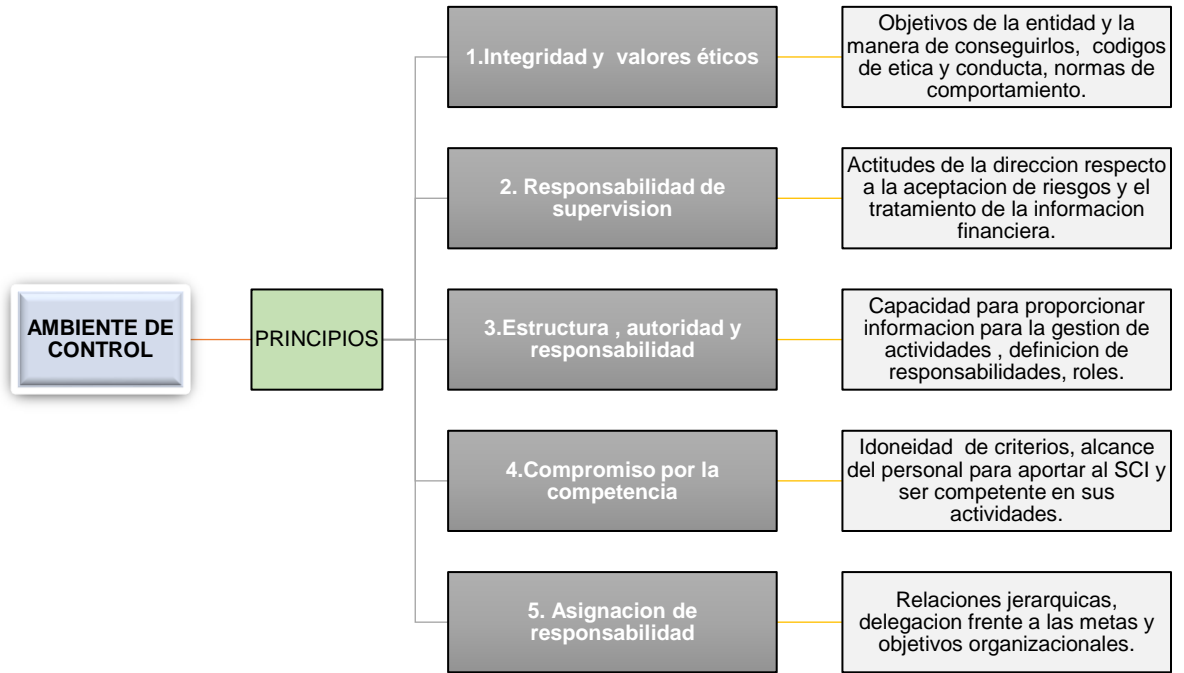 AMBIENTE DE
CONTROL
PRINCIPIOS
1.Integridad y valores éticos
Objetivos de la entidad y la
manera de conseguirlos, codigos
de etica y conducta, normas de
comportamiento.
2. Responsabilidad de
supervision
Actitudes de la direccion respecto
a la aceptacion de riesgos y el
tratamiento de la informacion
financiera.
3.Estructura , autoridad y
responsabilidad
Capacidad para proporcionar
informacion para la gestion de
actividades , definicion de
responsabilidades, roles.
4.Compromiso por la
competencia
Idoneidad de criterios, alcance
del personal para aportar al SCI y
ser competente en sus
actividades.
5. Asignacion de
responsabilidad
Relaciones jerarquicas,
delegacion frente a las metas y
objetivos organizacionales.